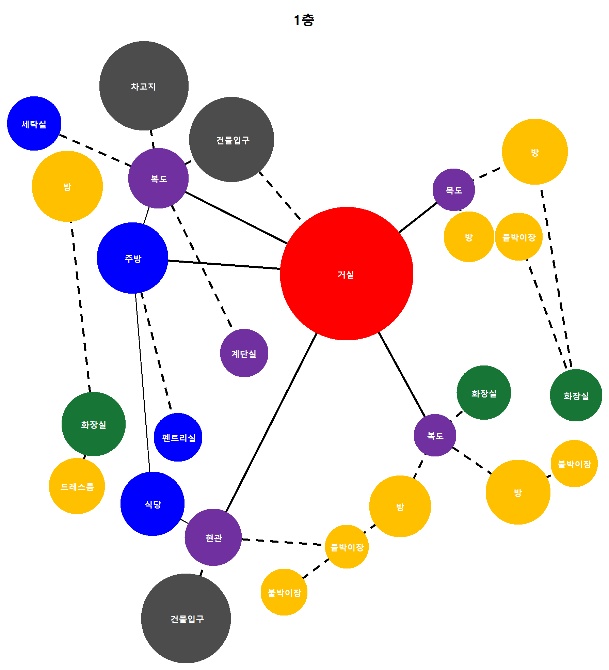 1층
차고지
세탁실
건물입구
방
복도
방
복도
방
붙박이장
주방
거실
계단실
화장실
화장실
화장실
복도
펜트리실
붙박이장
드레스룸
방
방
식당
현관
붙박이장
붙박이장
건물입구